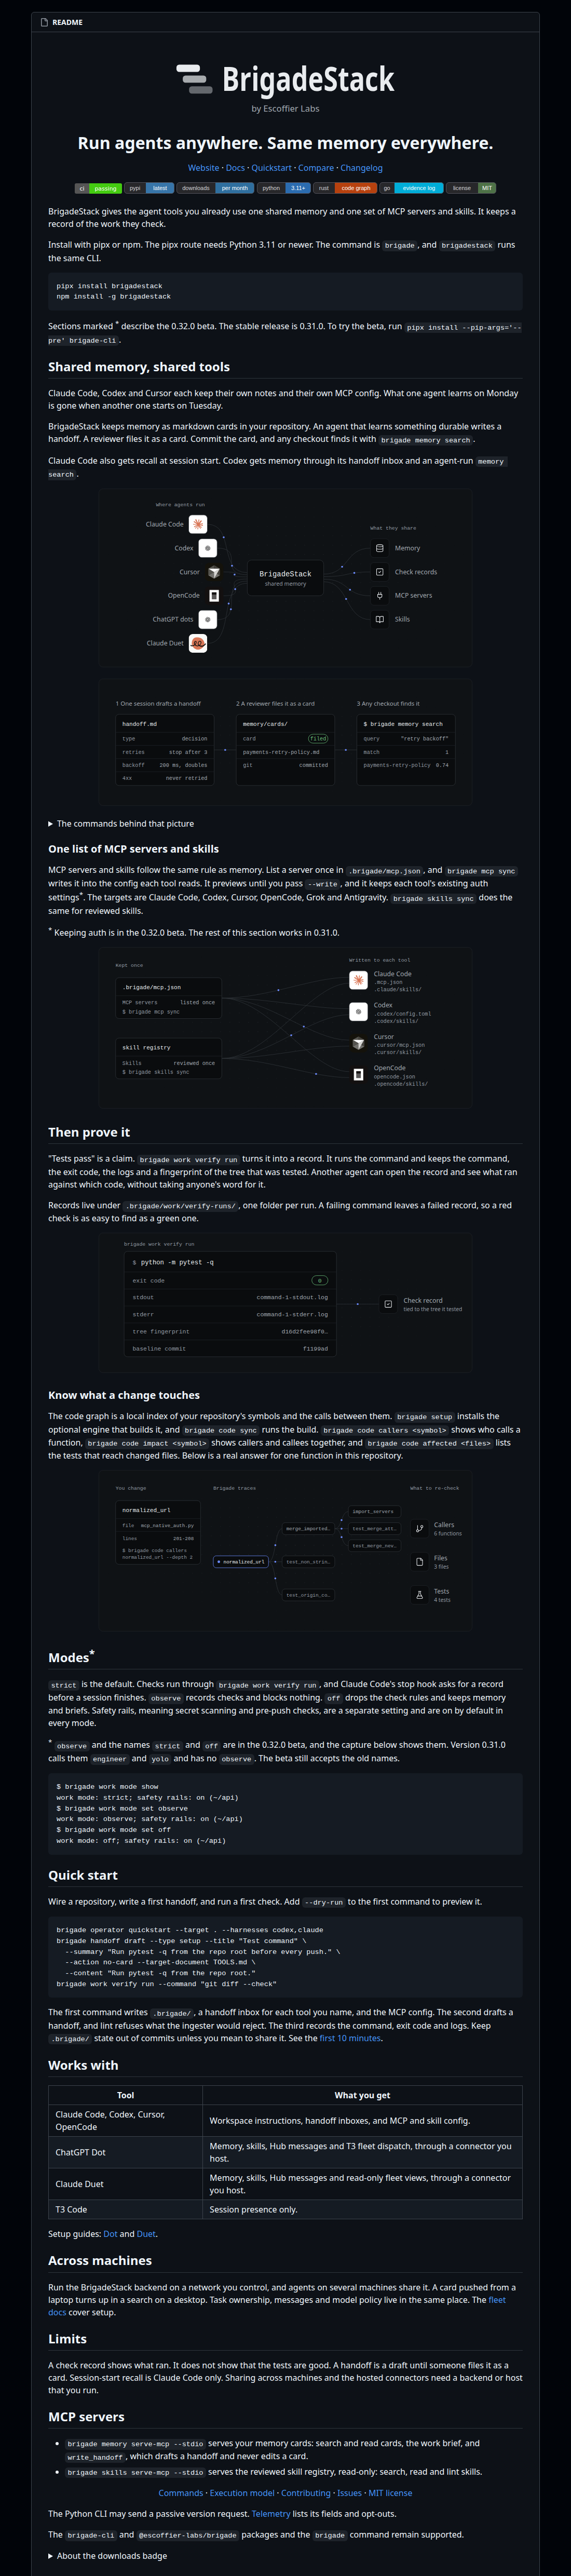 README
BrigadeStack
by Escoffier Labs
Run agents anywhere. Same memory everywhere.
Website · Docs · Quickstart · Compare · Changelog
ci passing pypi latest downloads per month python 3.11+ rust code graph go evidence log license MIT
BrigadeStack gives the agent tools you already use one shared memory and one set of MCP servers and skills. It keeps a
record of the work they check.
Install with pipx or npm. The pipx route needs Python 3.11 or newer. The command is brigade, and brigadestack runs
the same CLI.
pipx install brigadestack
npm install -g brigadestack
Sections marked * describe the 0.32.0 beta. The stable release is 0.31.0. To try the beta, run pipx install --pip-args='--
pre' brigade-cli.
Shared memory, shared tools
Claude Code, Codex and Cursor each keep their own notes and their own MCP config. What one agent learns on Monday
is gone when another one starts on Tuesday.
BrigadeStack keeps memory as markdown cards in your repository. An agent that learns something durable writes a
handoff. A reviewer files it as a card. Commit the card, and any checkout finds it with brigade memory search.
Claude Code also gets recall at session start. Codex gets memory through its handoff inbox and an agent-run memory
search.
Where agents run
Claude Code
Codex
Cursor
OpenCode
ChatGPT dots
Claude Duet
BrigadeStack
shared memory
What they share
Memory
Check records
MCP servers
Skills
1 One session drafts a handoff
handoff.md
type decision
retries stop after 3
backoff 200 ms, doubles
4xx never retried
2 A reviewer files it as a card
memory/cards/
card filed
payments-retry-policy.md
git committed
3 Any checkout finds it
$ brigade memory search
query "retry backoff"
match 1
payments-retry-policy 0.74
▶ The commands behind that picture
One list of MCP servers and skills
MCP servers and skills follow the same rule as memory. List a server once in .brigade/mcp.json, and brigade mcp sync
writes it into the config each tool reads. It previews until you pass --write, and it keeps each tool's existing auth
settings*. The targets are Claude Code, Codex, Cursor, OpenCode, Grok and Antigravity. brigade skills sync does the
same for reviewed skills.
* Keeping auth is in the 0.32.0 beta. The rest of this section works in 0.31.0.
Kept once
.brigade/mcp.json
MCP servers listed once
$ brigade mcp sync
skill registry
Skills reviewed once
$ brigade skills sync
Written to each tool
Claude Code
.mcp.json
.claude/skills/
Codex
.codex/config.toml
.codex/skills/
Cursor
.cursor/mcp.json
.cursor/skills/
OpenCode
opencode.json
.opencode/skills/
Then prove it
"Tests pass" is a claim. brigade work verify run turns it into a record. It runs the command and keeps the command,
the exit code, the logs and a fingerprint of the tree that was tested. Another agent can open the record and see what ran
against which code, without taking anyone's word for it.
Records live under .brigade/work/verify-runs/, one folder per run. A failing command leaves a failed record, so a red
check is as easy to find as a green one.
brigade work verify run
$ python -m pytest -q
exit code 0
stdout command-1-stdout.log
stderr command-1-stderr.log
tree fingerprint d16d2fee96f0…
baseline commit f1199ad
Check record
tied to the tree it tested
Know what a change touches
The code graph is a local index of your repository's symbols and the calls between them. brigade setup installs the
optional engine that builds it, and brigade code sync runs the build. brigade code callers <symbol> shows who calls a
function, brigade code impact <symbol> shows callers and callees together, and brigade code affected <files> lists
the tests that reach changed files. Below is a real answer for one function in this repository.
You change
normalized_url
file mcp_native_auth.py
lines 261-266
$ brigade code callers
normalized_url --depth 2
Brigade traces
normalized_url
merge_imported…
test_non_strin…
test_origin_co…
import_servers
test_merge_att…
test_merge_nen…
What to re-check
Callers
6 functions
Files
3 files
Tests
4 tests
Modes*
strict is the default. Checks run through brigade work verify run, and Claude Code's stop hook asks for a record
before a session finishes. observe records checks and blocks nothing. off drops the check rules and keeps memory
and briefs. Safety rails, meaning secret scanning and pre-push checks, are a separate setting and are on by default in
every mode.
* observe and the names strict and off are in the 0.32.0 beta, and the capture below shows them. Version 0.31.0
calls them engineer and yolo and has no observe. The beta still accepts the old names.
$ brigade work mode show
work mode: strict; safety rails: on (~/api)
$ brigade work mode set observe
work mode: observe; safety rails: on (~/api)
$ brigade work mode set off
work mode: off; safety rails: on (~/api)
Quick start
Wire a repository, write a first handoff, and run a first check. Add --dry-run to the first command to preview it.
brigade operator quickstart --target . --harnesses codex,claude
brigade handoff draft --type setup --title "Test command" \
--summary "Run pytest -q from the repo root before every push." \
--action no-card --target-document TOOLS.md \
--content "Run pytest -q from the repo root."
brigade work verify run --command "git diff --check"
The first command writes .brigade/, a handoff inbox for each tool you name, and the MCP config. The second drafts a
handoff, and lint refuses what the ingester would reject. The third records the command, exit code and logs. Keep
.brigade/ state out of commits unless you mean to share it. See the first 10 minutes.
Works with
Tool What you get
Claude Code, Codex, Cursor,
OpenCode
Workspace instructions, handoff inboxes, and MCP and skill config.
ChatGPT Dot
Memory, skills, Hub messages and T3 fleet dispatch, through a connector you
host.
Claude Duet
Memory, skills, Hub messages and read-only fleet views, through a connector
you host.
T3 Code Session presence only.
Setup guides: Dot and Duet.
Across machines
Run the BrigadeStack backend on a network you control, and agents on several machines share it. A card pushed from a
laptop turns up in a search on a desktop. Task ownership, messages and model policy live in the same place. The fleet
docs cover setup.
Limits
A check record shows what ran. It does not show that the tests are good. A handoff is a draft until someone files it as a
card. Session-start recall is Claude Code only. Sharing across machines and the hosted connectors need a backend or host
that you run.
MCP servers
• brigade memory serve-mcp --stdio serves your memory cards: search and read cards, the work brief, and
write_handoff, which drafts a handoff and never edits a card.
• brigade skills serve-mcp --stdio serves the reviewed skill registry, read-only: search, read and lint skills.
Commands · Execution model · Contributing · Issues · MIT license
The Python CLI may send a passive version request. Telemetry lists its fields and opt-outs.
The brigade-cli and @escoffier-labs/brigade packages and the brigade command remain supported.
▶ About the downloads badge